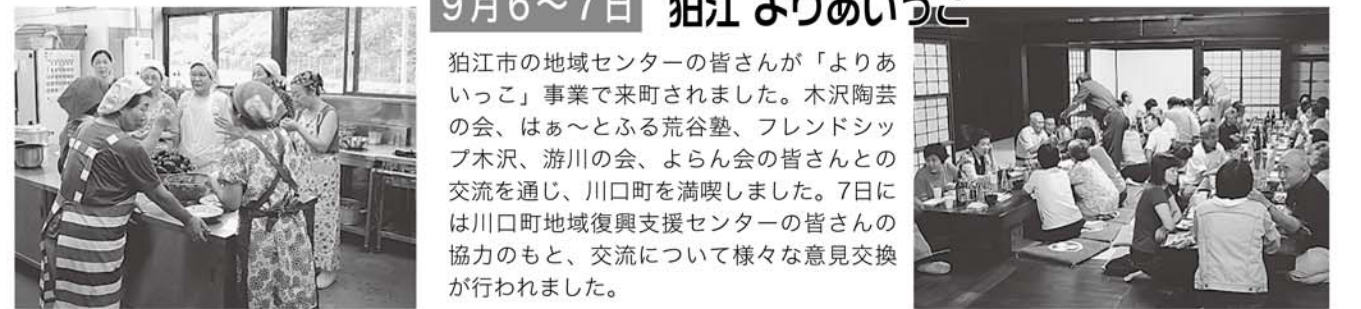 9月6～7日 狛江 よりあいっこ
狛江市の地域センターの皆さんが「よりあ
いっこ」事業で来町されました。木沢陶芸
の会、はぁ～とふる荒谷塾、フレンドシッ
プ木沢、游川の会、よらん会の皆さんとの
交流を通じ、川口町を満喫しました。7日に
は川口町地域復興支援センターの皆さんの
協力のもと、交流について様々な意見交換
が行われました。